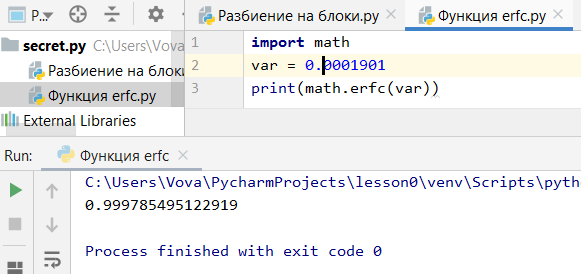 P...
Разбиение на блоки.py
Функция erfc.py
secret.py C:\Users\Vova
Разбиение на блоки
Функция erfc.py
External Libraries
1 import math
2 var = 0.0001901
3 print(math.erfc(var))
Run: Функция erfc
C:\Users\Vova\PycharmProjects\lesson0\venv\Scripts\pyth
0.999785495122919
Process finished with exit code 0